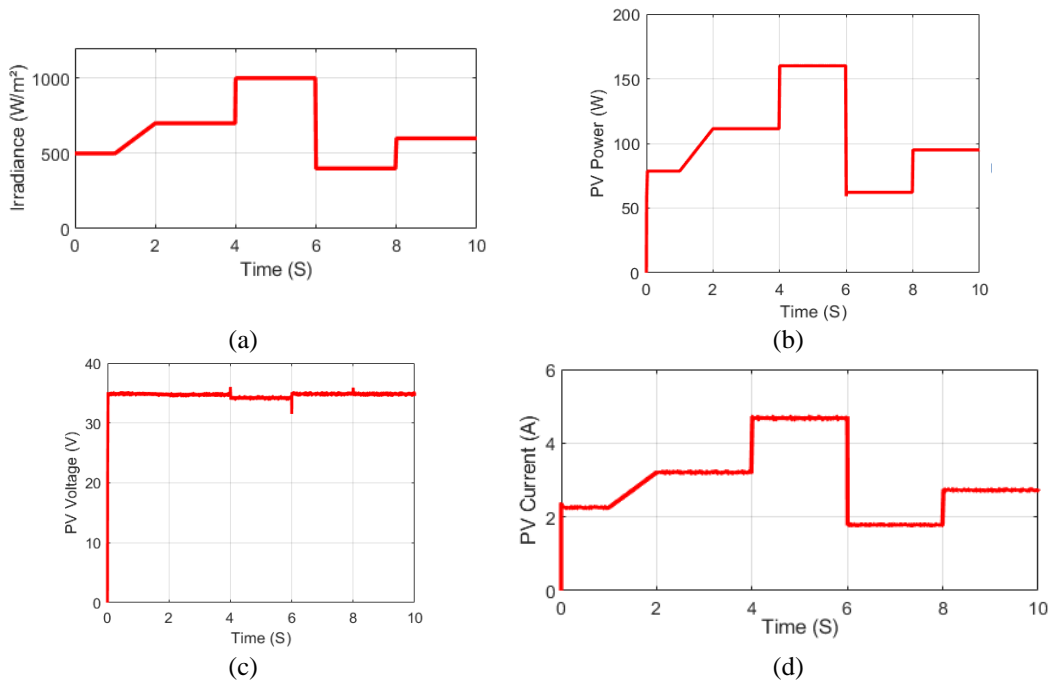 Irradiance (W/m²)
1000
500
0
0 2 4 6 8 10
Time (S)
(a)
PV Power (W)
200
150
100
50
0
0 2 4 6 8 10
Time (S)
(b)
PV Voltage (V)
40
30
20
10
0
0 2 4 6 8 10
Time (S)
(c)
PV Current (A)
6
4
2
0
0 2 4 6 8 10
Time (S)
(d)